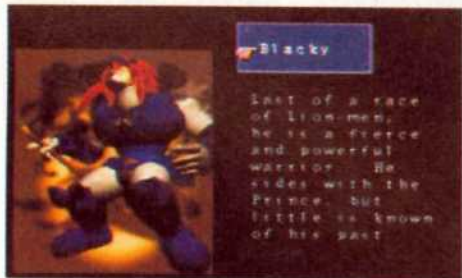 Blacky
Last of a race
of Lion-men,
he is a fierce
and powerful
warrior. He
sides with the
Prince, but
little is known
of his past